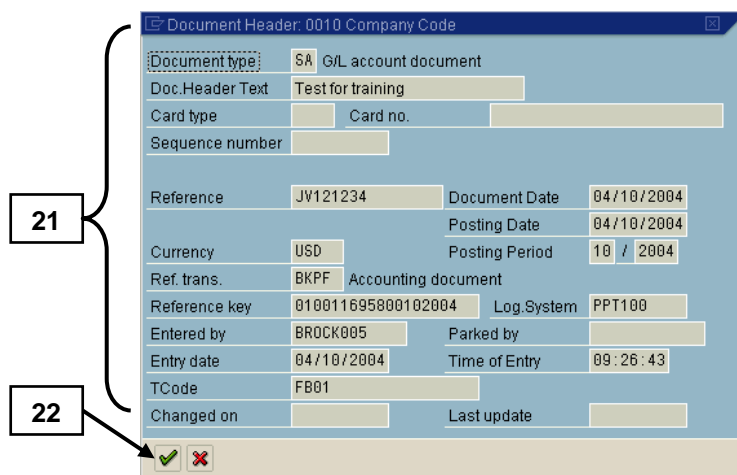 Document Header: 0010 Company Code
Document type SA G/L account document
Doc.Header Text Test for training
Card type Card no.
Sequence number
Reference JV121234 Document Date 04/10/2004
Posting Date 04/10/2004
21
Currency USD Posting Period 10 / 2004
Ref. trans. BKPF Accounting document
Reference key 010011695800102004 Log.System PPT100
Entered by BROCK005 Parked by
Entry date 04/10/2004 Time of Entry 09:26:43
TCode FB01
22
Changed on Last update